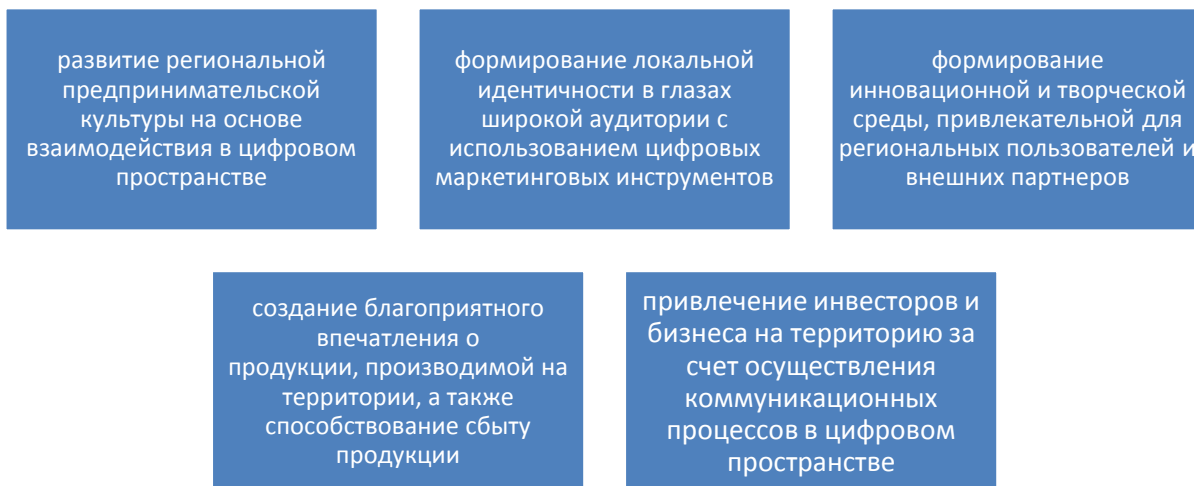 развитие региональной
предпринимательской
культуры на основе
взаимодействия в цифровом
пространстве
формирование локальной
идентичности в глазах
широкой аудитории с
использованием цифровых
маркетинговых инструментов
формирование
инновационной и творческой
среды, привлекательной для
региональных пользователей и
внешних партнеров
создание благоприятного
впечатления о
продукции, производимой на
территории, а также
способствование сбыту
продукции
привлечение инвесторов и
бизнеса на территорию за
счет осуществления
коммуникационных
процессов в цифровом
пространстве